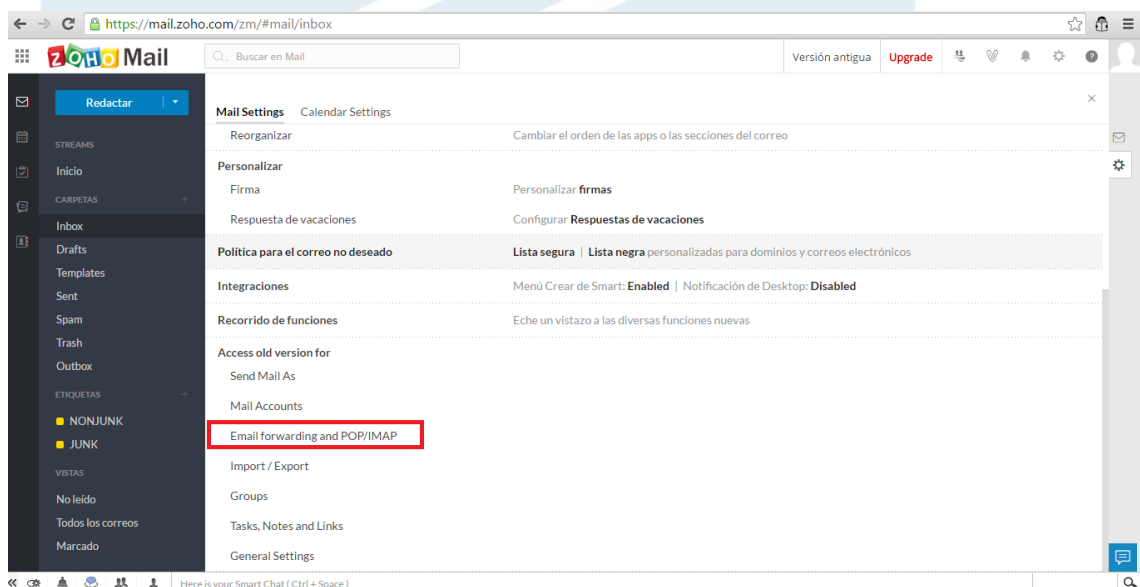 https://mail.zoho.com/zm/#mail/inbox
ZOHO Mail
Buscar en Mail
Versión antigua
Upgrade
Redactar
Mail Settings
Calendar Settings
Reorganizar
Cambiar el orden de las apps o las secciones del correo
STREAMS
Inicio
Personalizar
Firma
Personalizar firmas
CARPETAS
Respuesta de vacaciones
Configurar Respuestas de vacaciones
Inbox
Drafts
Política para el correo no deseado
Lista segura | Lista negra personalizadas para dominios y correos electrónicos
Templates
Integraciones
Menú Crear de Smart: Enabled | Notificación de Desktop: Disabled
Sent
Spam
Recorrido de funciones
Eche un vistazo a las diversas funciones nuevas
Trash
Access old version for
Outbox
Send Mail As
ETIQUETAS
Mail Accounts
NONJUNK
Email forwarding and POP/IMAP
JUNK
Import / Export
VISTAS
No leído
Groups
Todos los correos
Tasks, Notes and Links
Marcado
General Settings
Here is your Smart Chat ( Ctrl + Space )